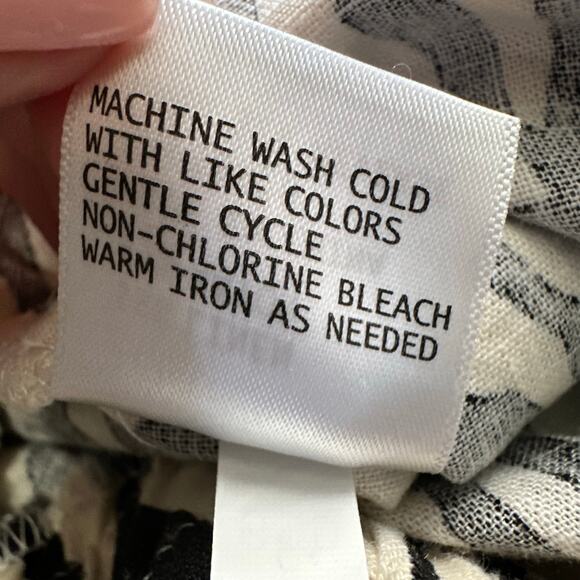 MACHINE WASH COLD
WITH LIKE COLORS
GENTLE CYCLE
NON-CHLORINE BLEACH
WARM IRON AS NEEDED